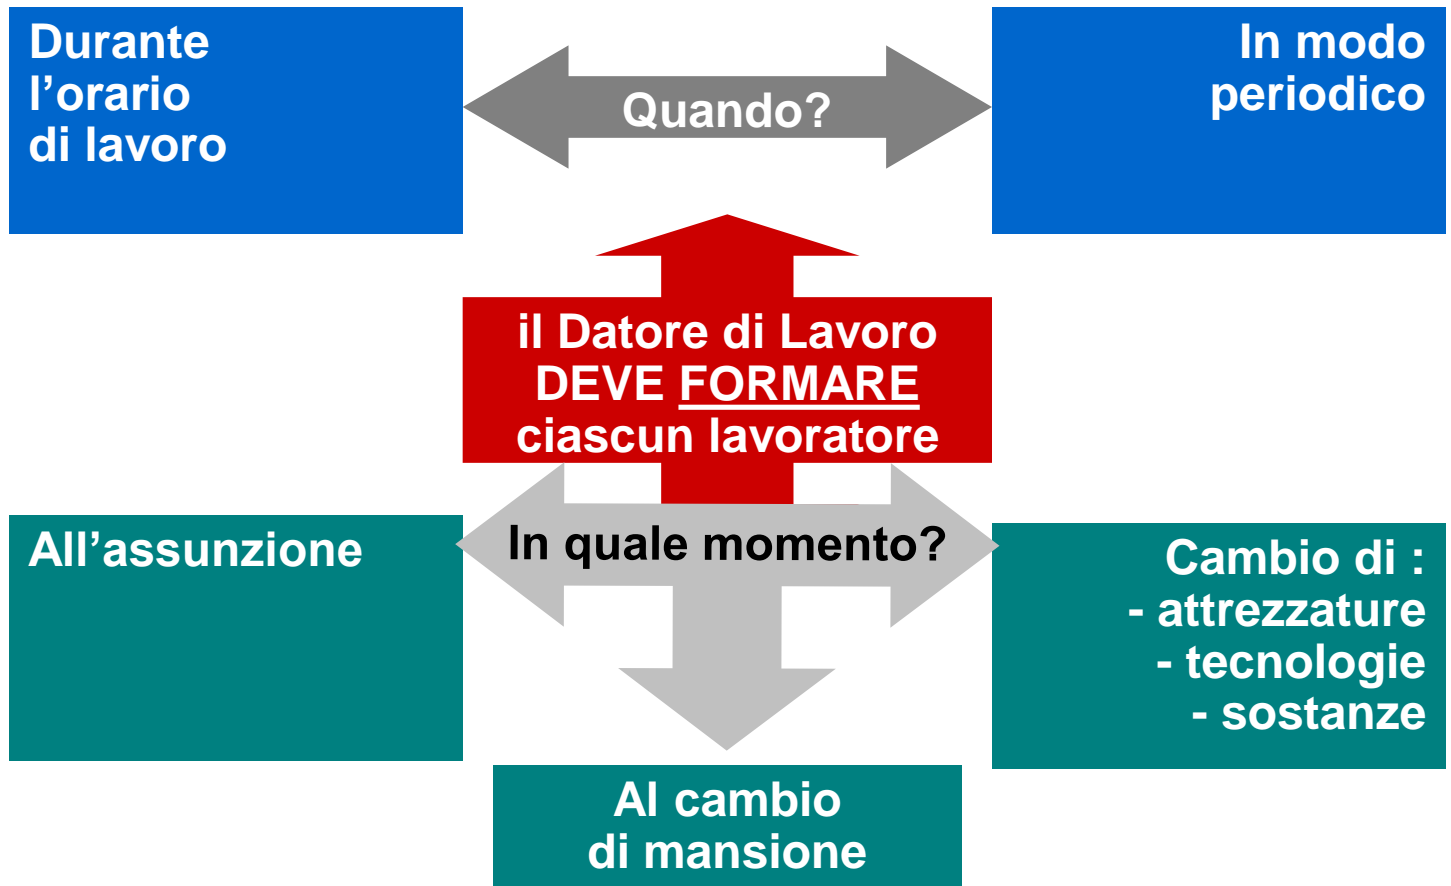 Durante
l’orario
di lavoro
Quando?
In modo
periodico
il Datore di Lavoro
DEVE FORMARE
ciascun lavoratore
All’assunzione
In quale momento?
Cambio di :
- attrezzature
- tecnologie
- sostanze
Al cambio
di mansione